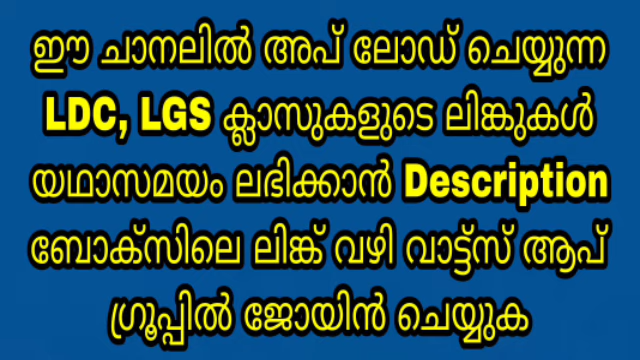 ഈ ചാനലിൽ അപ് ലോഡ് ചെയ്യുന്ന
LDC, LGS ക്ലാസുകളുടെ ലിങ്കുകൾ
യഥാസമയം ലഭിക്കാൻ Description
ബോക്സിലെ ലിങ്ക് വഴി വാട്ട്സ് ആപ്
ഗ്രൂപ്പിൽ ജോയിൻ ചെയ്യുക